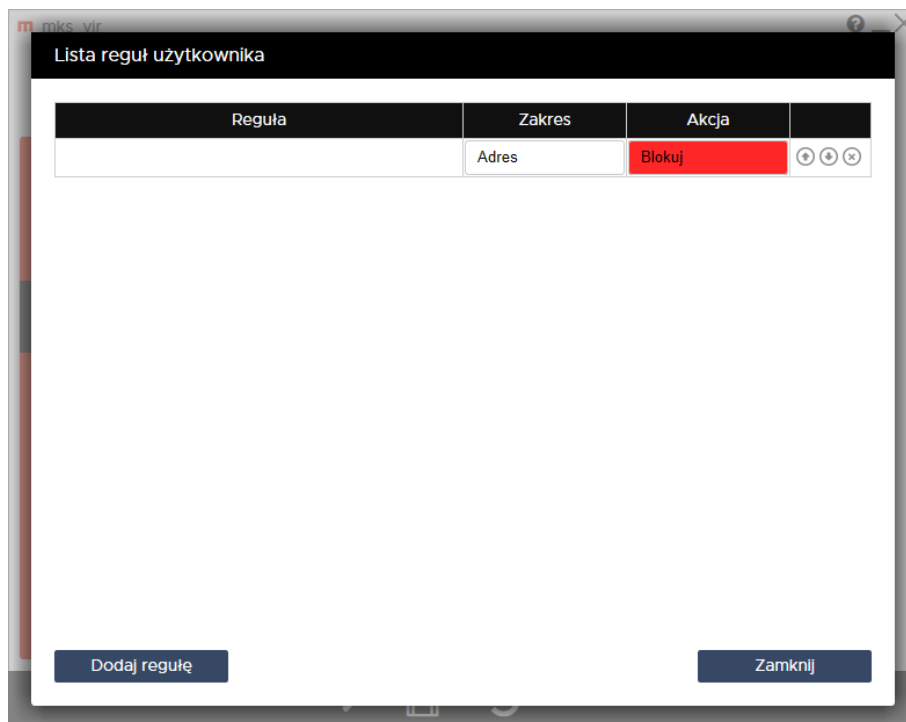 m mks_vir
Lista reguł użytkownika
Reguła Zakres Akcja
Adres Blokuj
Dodaj regułę Zamknij